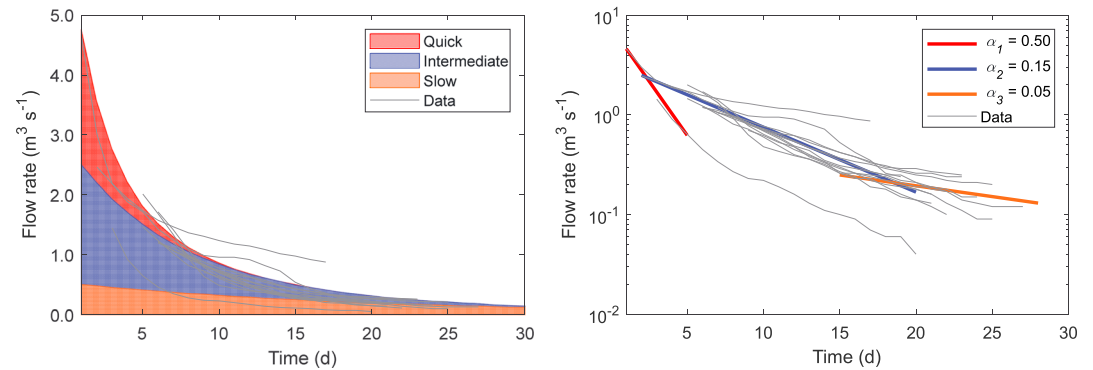 5.0
4.0
3.0
2.0
1.0
0.0
Flow rate (m³ s⁻¹)
Quick
Intermediate
Slow
Data
5 10 15 20 25 30
Time (d)
10¹
10⁰
10⁻¹
10⁻²
Flow rate (m³ s⁻¹)
α₁ = 0.50
α₂ = 0.15
α₃ = 0.05
Data
5 10 15 20 25 30
Time (d)